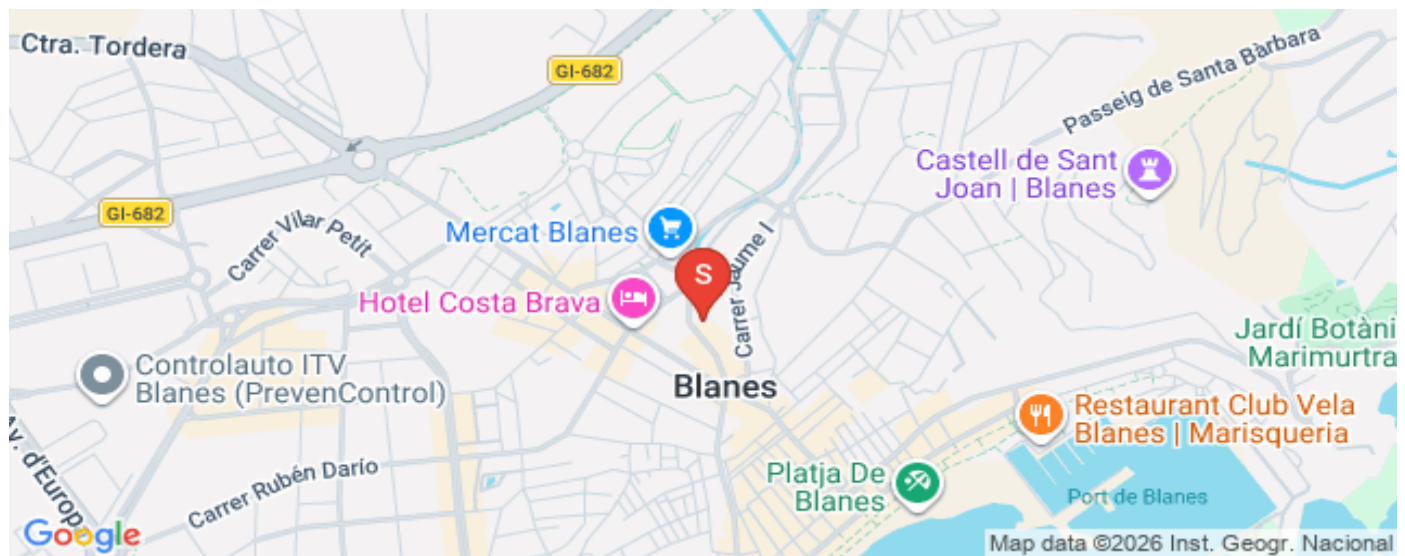 Ctra. Tordera
GI-682
Passeig de Santa Bàrbara
Castell de Sant
Joan | Blanes
GI-682
Carrer Vilar Petit
Mercat Blanes
S
Carrer Jaume I
Hotel Costa Brava
Jardí Botàni
Marimurtra
Controlauto ITV
Blanes (PrevenControl)
Blanes
Restaurant Club Vela
Blanes | Marisqueria
Av. d'Europ
Carrer Rubén Darío
Platja De
Blanes
Port de Blanes
Google
Map data ©2026 Inst. Geogr. Nacional